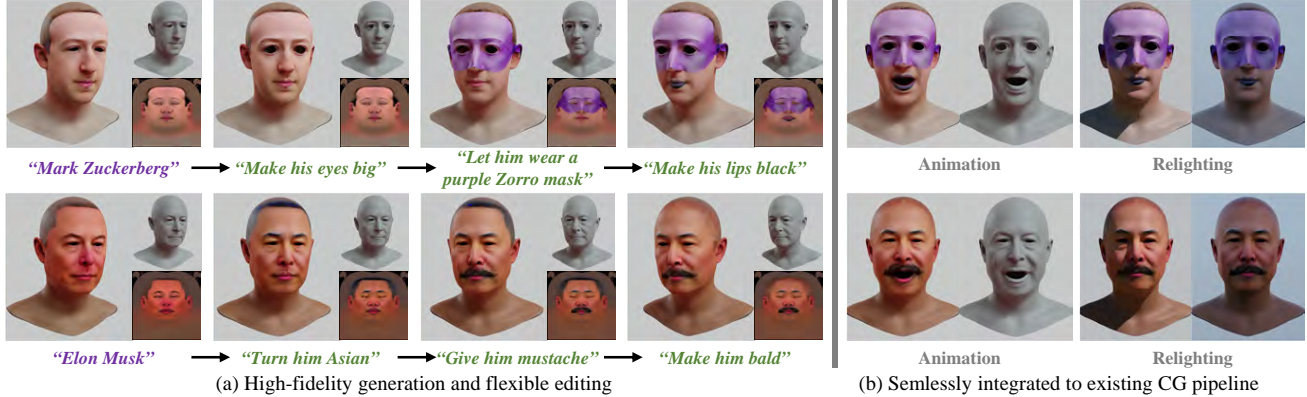 “Mark Zuckerberg”
“Make his eyes big”
“Let him wear a
purple Zorro mask”
“Make his lips black”
Animation
Relighting
“Elon Musk”
“Turn him Asian”
“Give him mustache”
“Make him bald”
Animation
Relighting
(a) High-fidelity generation and flexible editing
(b) Semlessly integrated to existing CG pipeline